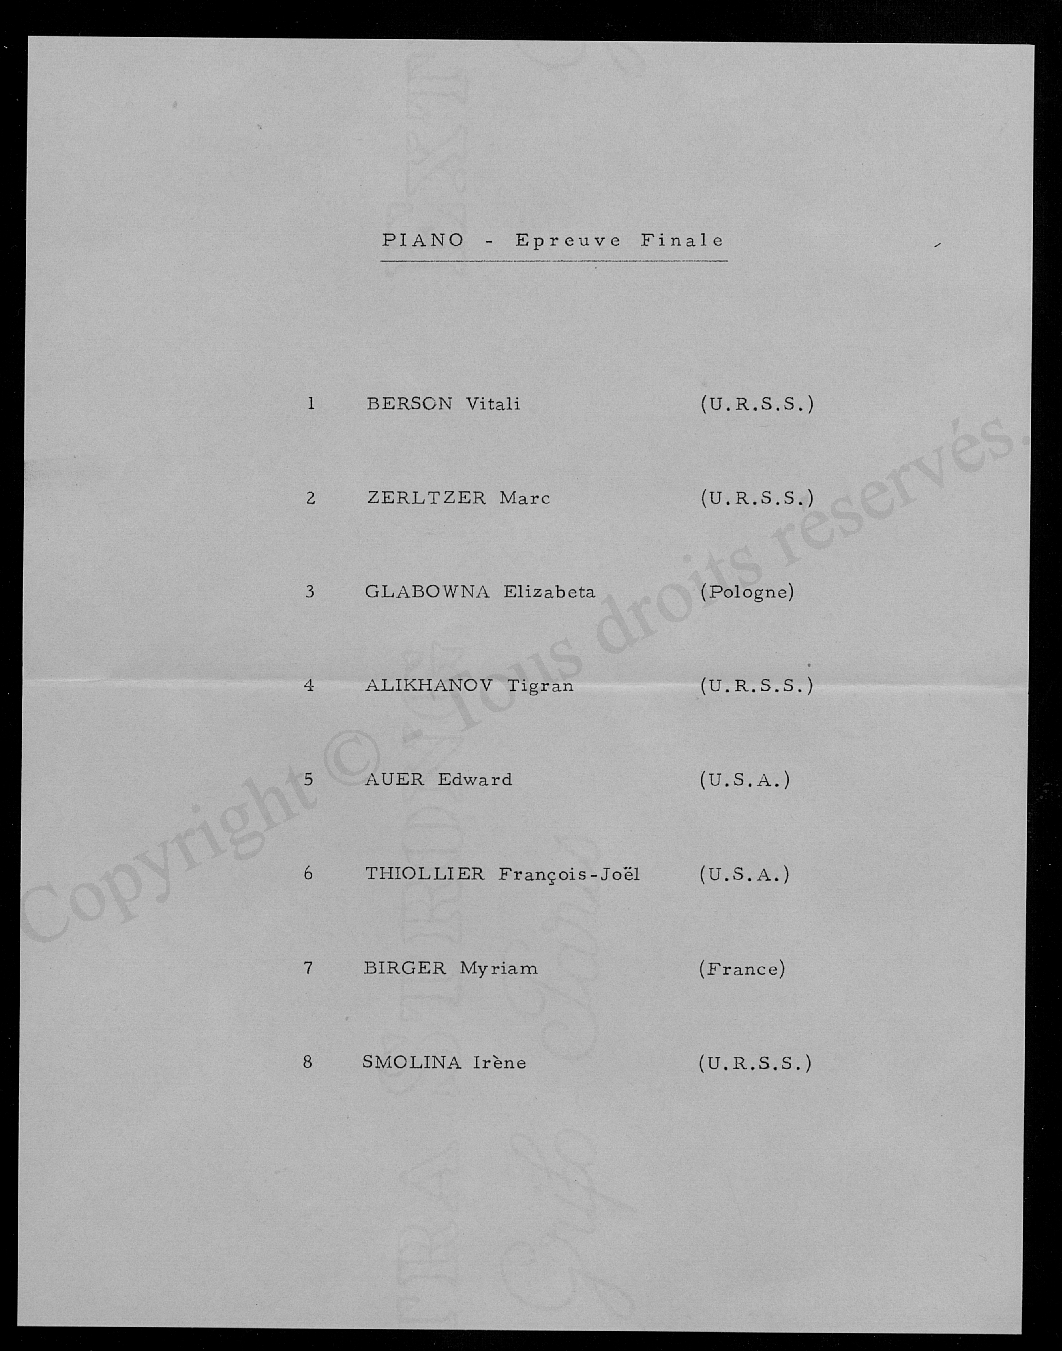 PIANO - Epreuve Finale
1 BERSON Vitali (U.R.S.S.)
2 ZERLTZER Marc (U.R.S.S.)
3 GLABOWNA Elizabeta (Pologne)
4 ALIKHANOV Tigran (U.R.S.S.)
5 AUER Edward (U.S.A.)
6 THIOLLIER François-Joël (U.S.A.)
7 BIRGER Myriam (France)
8 SMOLINA Irène (U.R.S.S.)
Copyright © - Tous droits réservés.